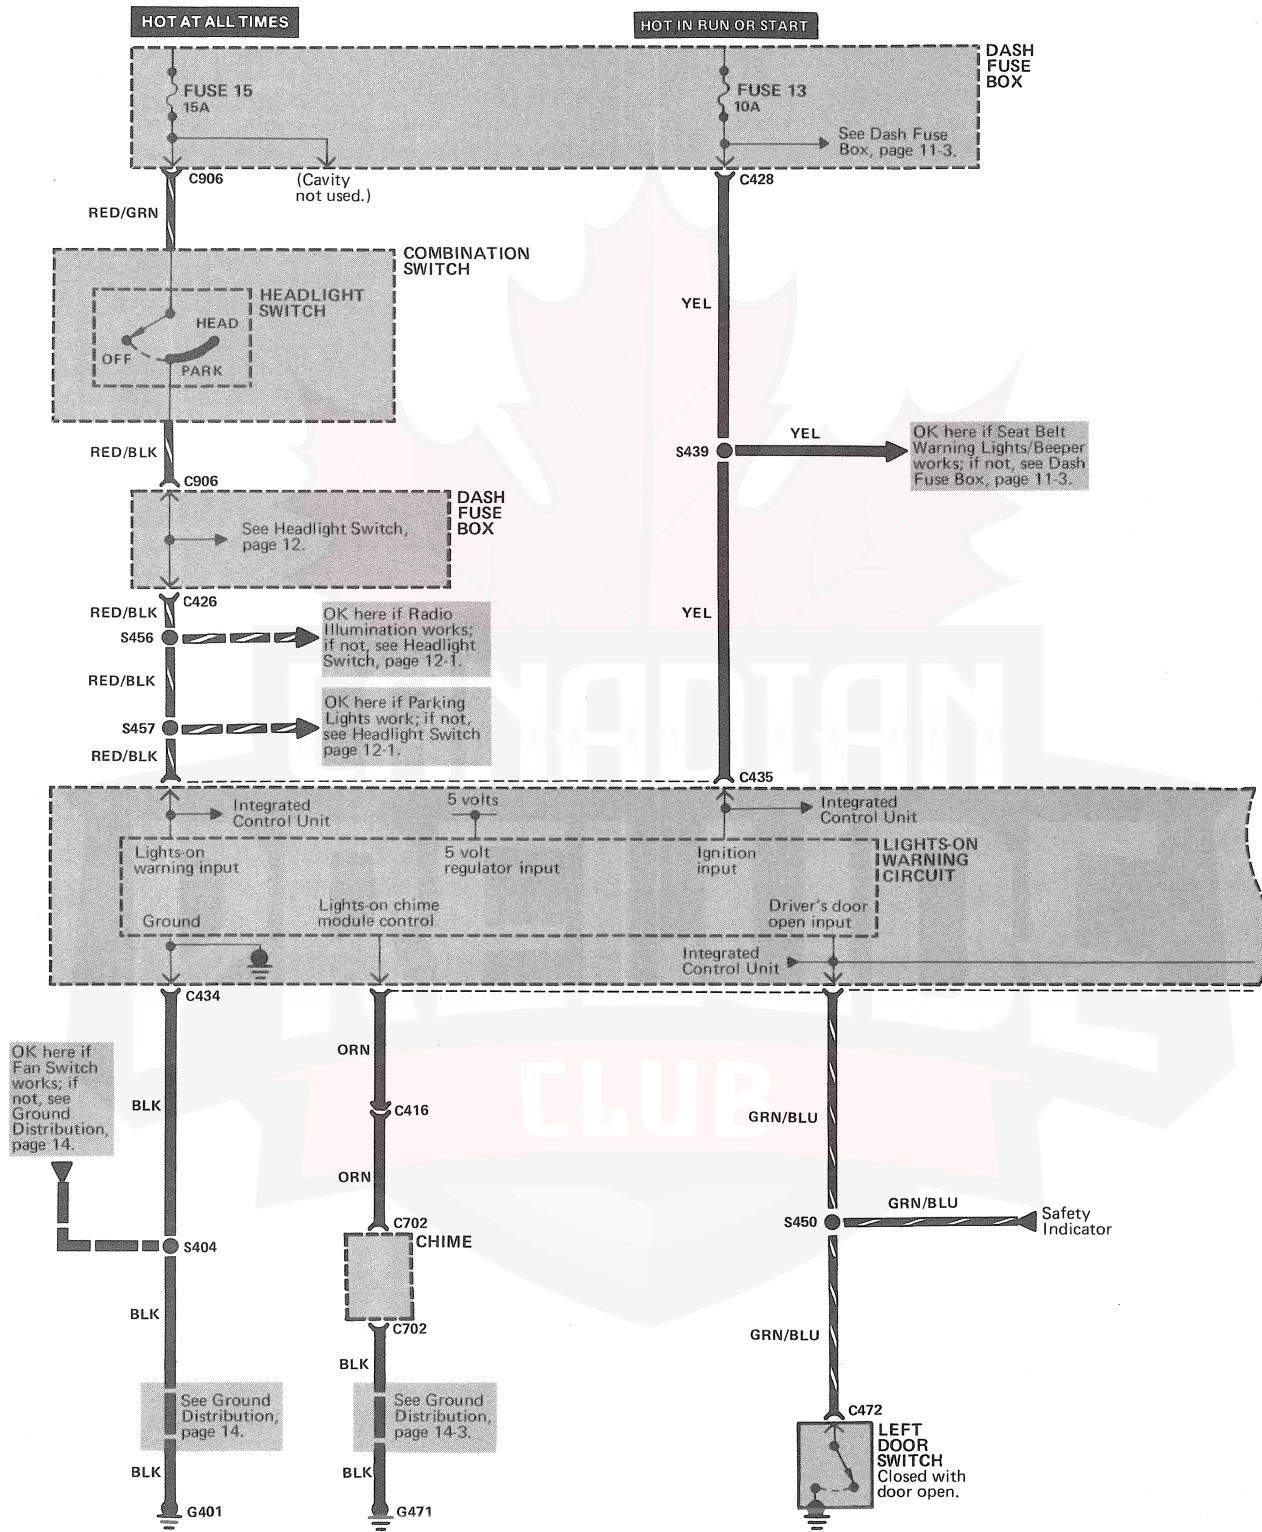 HOT AT ALL TIMES
HOT IN RUN OR START
DASH
FUSE
BOX
FUSE 15
15A
FUSE 13
10A
See Dash Fuse
Box, page 11-3.
C906
(Cavity
not used.)
C428
RED/GRN
COMBINATION
SWITCH
HEADLIGHT
SWITCH
HEAD
OFF
PARK
YEL
RED/BLK
S439
YEL
OK here if Seat Belt
Warning Lights/Beeper
works; if not, see Dash
Fuse Box, page 11-3.
C906
DASH
FUSE
BOX
See Headlight Switch,
page 12.
C426
RED/BLK
S456
OK here if Radio
Illumination works;
if not, see Headlight
Switch, page 12-1.
YEL
RED/BLK
S457
OK here if Parking
Lights work; if not,
see Headlight Switch
page 12-1.
RED/BLK
CANADIAN
C435
Integrated
Control Unit
5 volts
Integrated
Control Unit
Lights-on
warning input
5 volt
regulator input
Ignition
input
LIGHTS-ON
WARNING
CIRCUIT
Ground
Lights-on chime
module control
Driver's door
open input
Integrated
Control Unit
C434
PRELUDE
OK here if
Fan Switch
works; if
not, see
Ground
Distribution,
page 14.
BLK
ORN
C416
CLUB
GRN/BLU
ORN
C702
CHIME
S404
S450
GRN/BLU
Safety
Indicator
BLK
C702
BLK
GRN/BLU
See Ground
Distribution,
page 14.
See Ground
Distribution,
page 14-3.
C472
LEFT
DOOR
SWITCH
Closed with
door open.
BLK
BLK
G401
G471